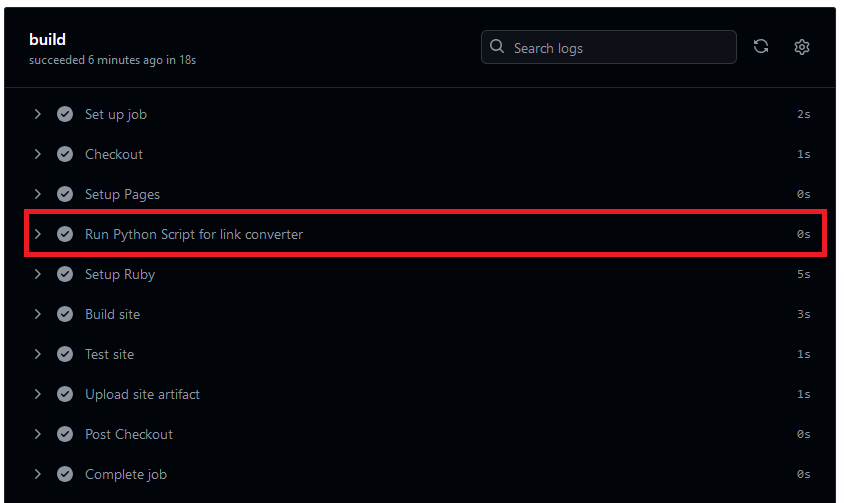 build
succeeded 6 minutes ago in 18s
Search logs
Set up job 2s
Checkout 1s
Setup Pages 0s
Run Python Script for link converter 0s
Setup Ruby 5s
Build site 3s
Test site 1s
Upload site artifact 1s
Post Checkout 0s
Complete job 0s